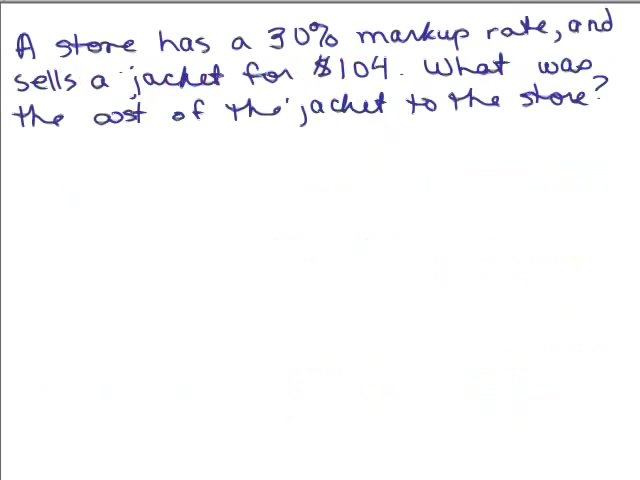 A store has a 30% markup rate, and
sells a jacket for $104. What was
the cost of the jacket to the store?